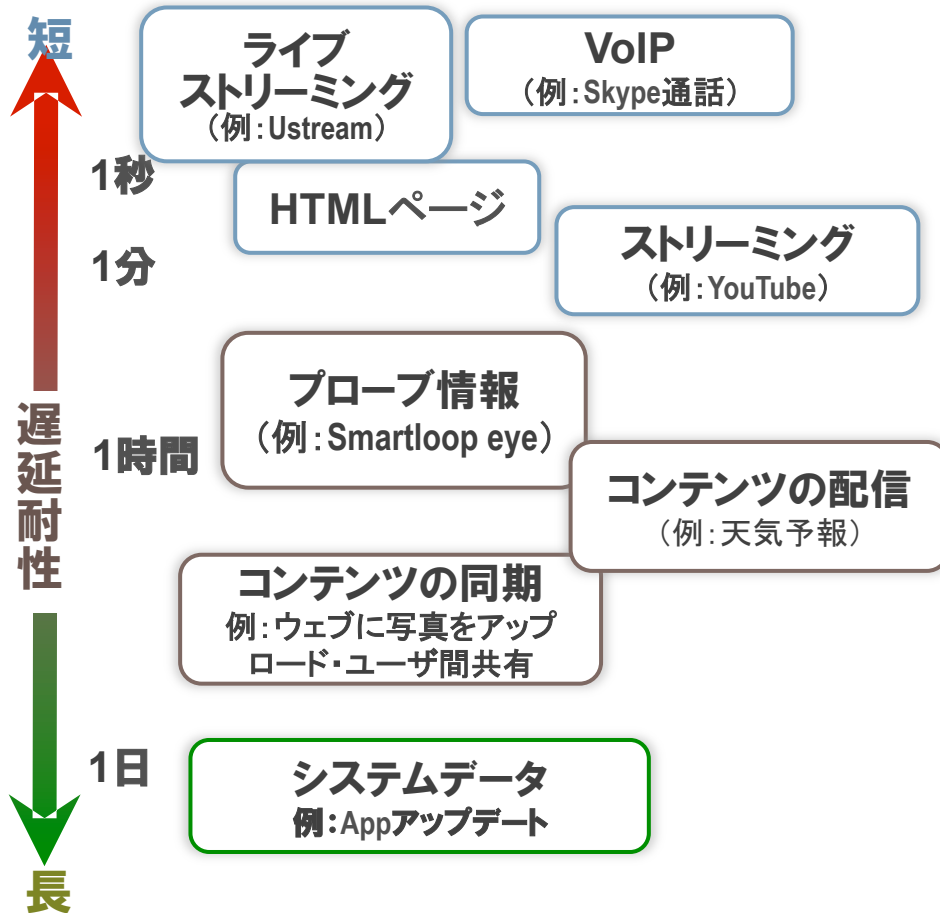 短
ライブ
ストリーミング
（例：Ustream）
VoIP
（例：Skype通話）
1秒
HTMLページ
1分
ストリーミング
（例：YouTube）
プローブ情報
（例：Smartloop eye）
1時間
遅延耐性
コンテンツの配信
（例：天気予報）
コンテンツの同期
例：ウェブに写真をアップ
ロード・ユーザ間共有
1日
システムデータ
例：Appアップデート
長